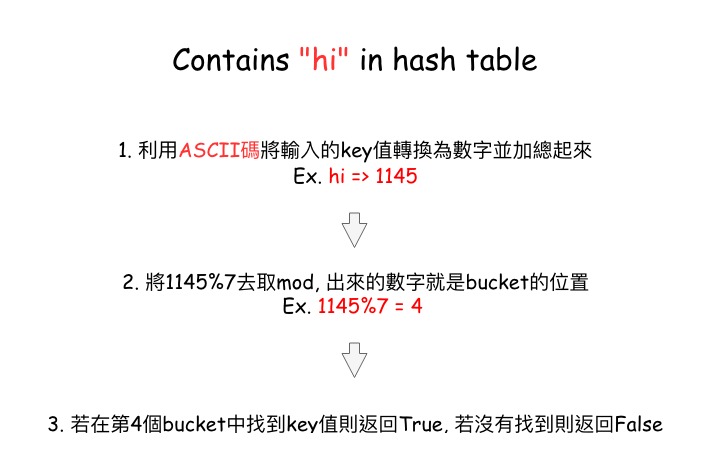 Contains "hi" in hash table
1. 利用ASCII碼將輸入的key值轉換為數字並加總起來
Ex. hi => 1145
2. 將1145%7去取mod, 出來的數字就是bucket的位置
Ex. 1145%7 = 4
3. 若在第4個bucket中找到key值則返回True, 若沒有找到則返回False